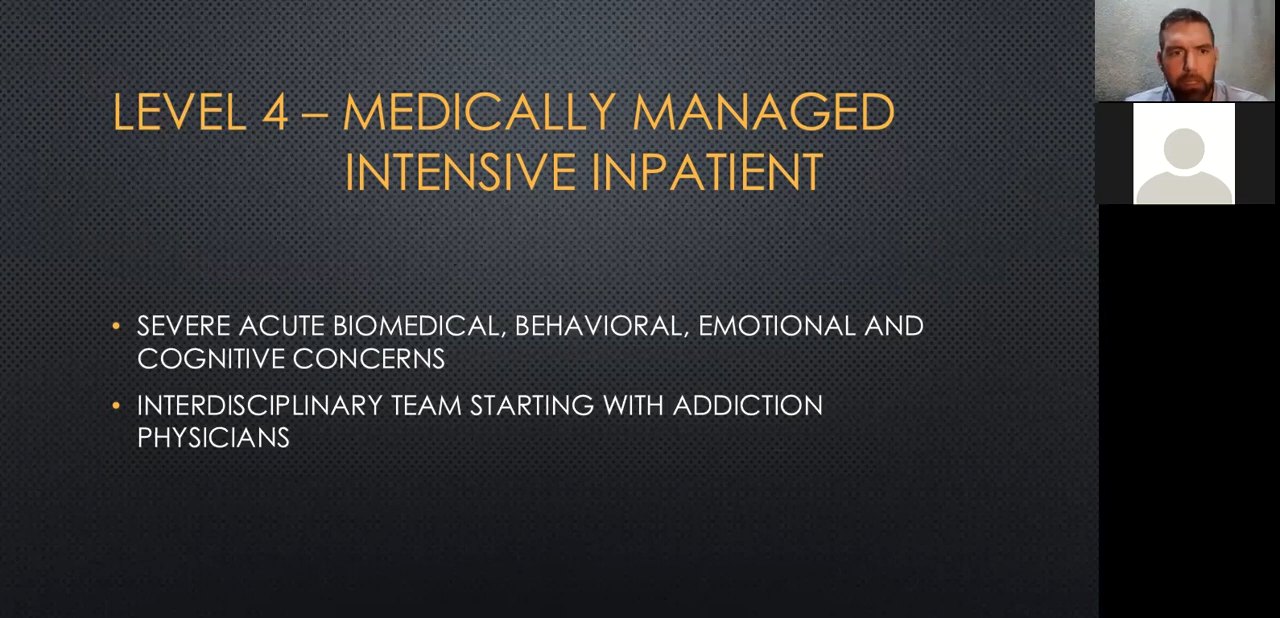 LEVEL 4 – MEDICALLY MANAGED
INTENSIVE INPATIENT
• SEVERE ACUTE BIOMEDICAL, BEHAVIORAL, EMOTIONAL AND
COGNITIVE CONCERNS
• INTERDISCIPLINARY TEAM STARTING WITH ADDICTION
PHYSICIANS